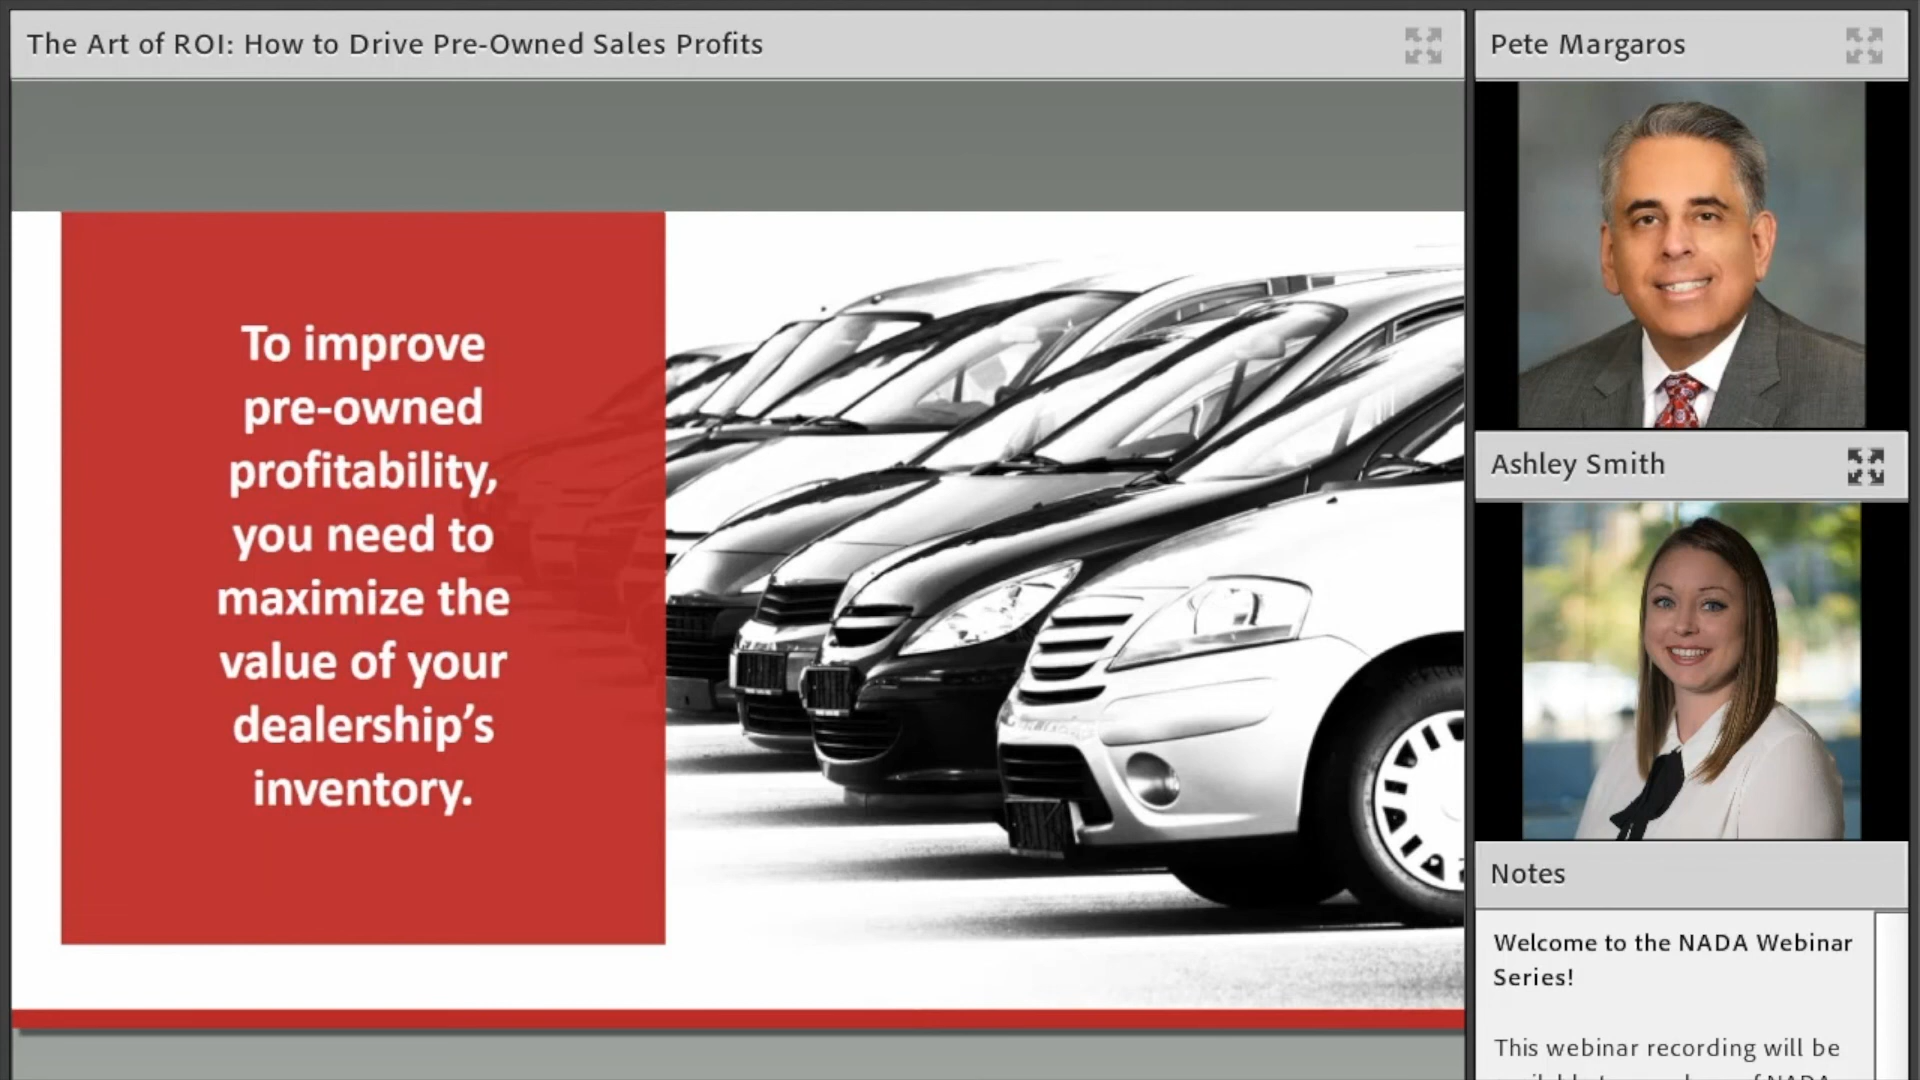 The Art of ROI: How to Drive Pre-Owned Sales Profits
To improve
pre-owned
profitability,
you need to
maximize the
value of your
dealership’s
inventory.
Pete Margaros
Ashley Smith
Notes
Welcome to the NADA Webinar
Series!
This webinar recording will be